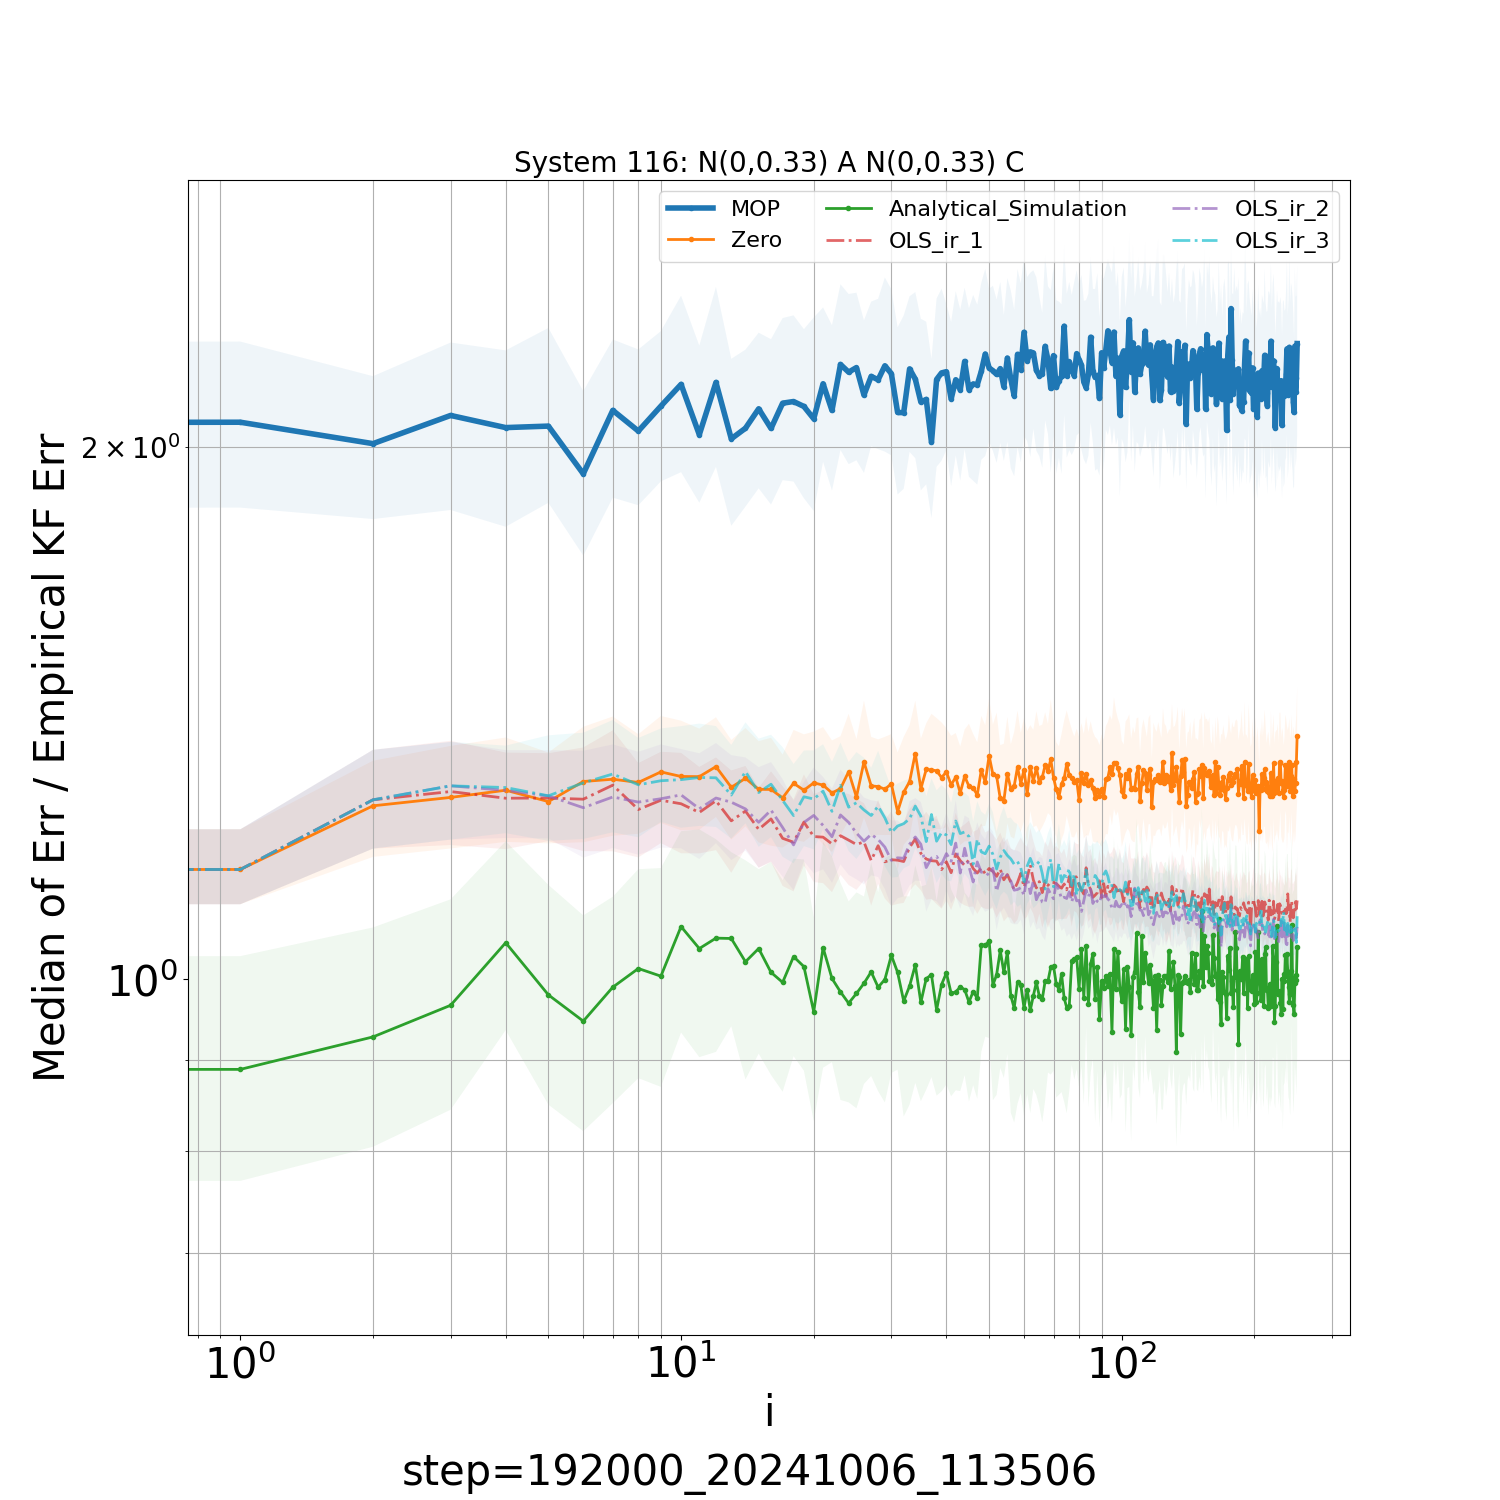 System 116: N(0,0.33) A N(0,0.33) C
MOP
Zero
Analytical_Simulation
OLS_ir_1
OLS_ir_2
OLS_ir_3
Median of Err / Empirical KF Err
2 × 10⁰
10⁰
10⁰
10¹
10²
i
step=192000_20241006_113506